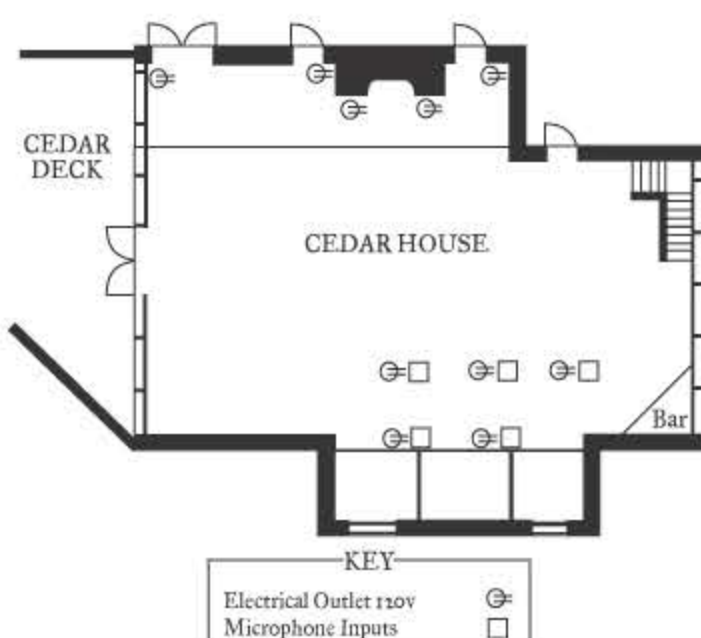 CEDAR
DECK
CEDAR HOUSE
Bar
KEY
Electrical Outlet 120v
Microphone Inputs